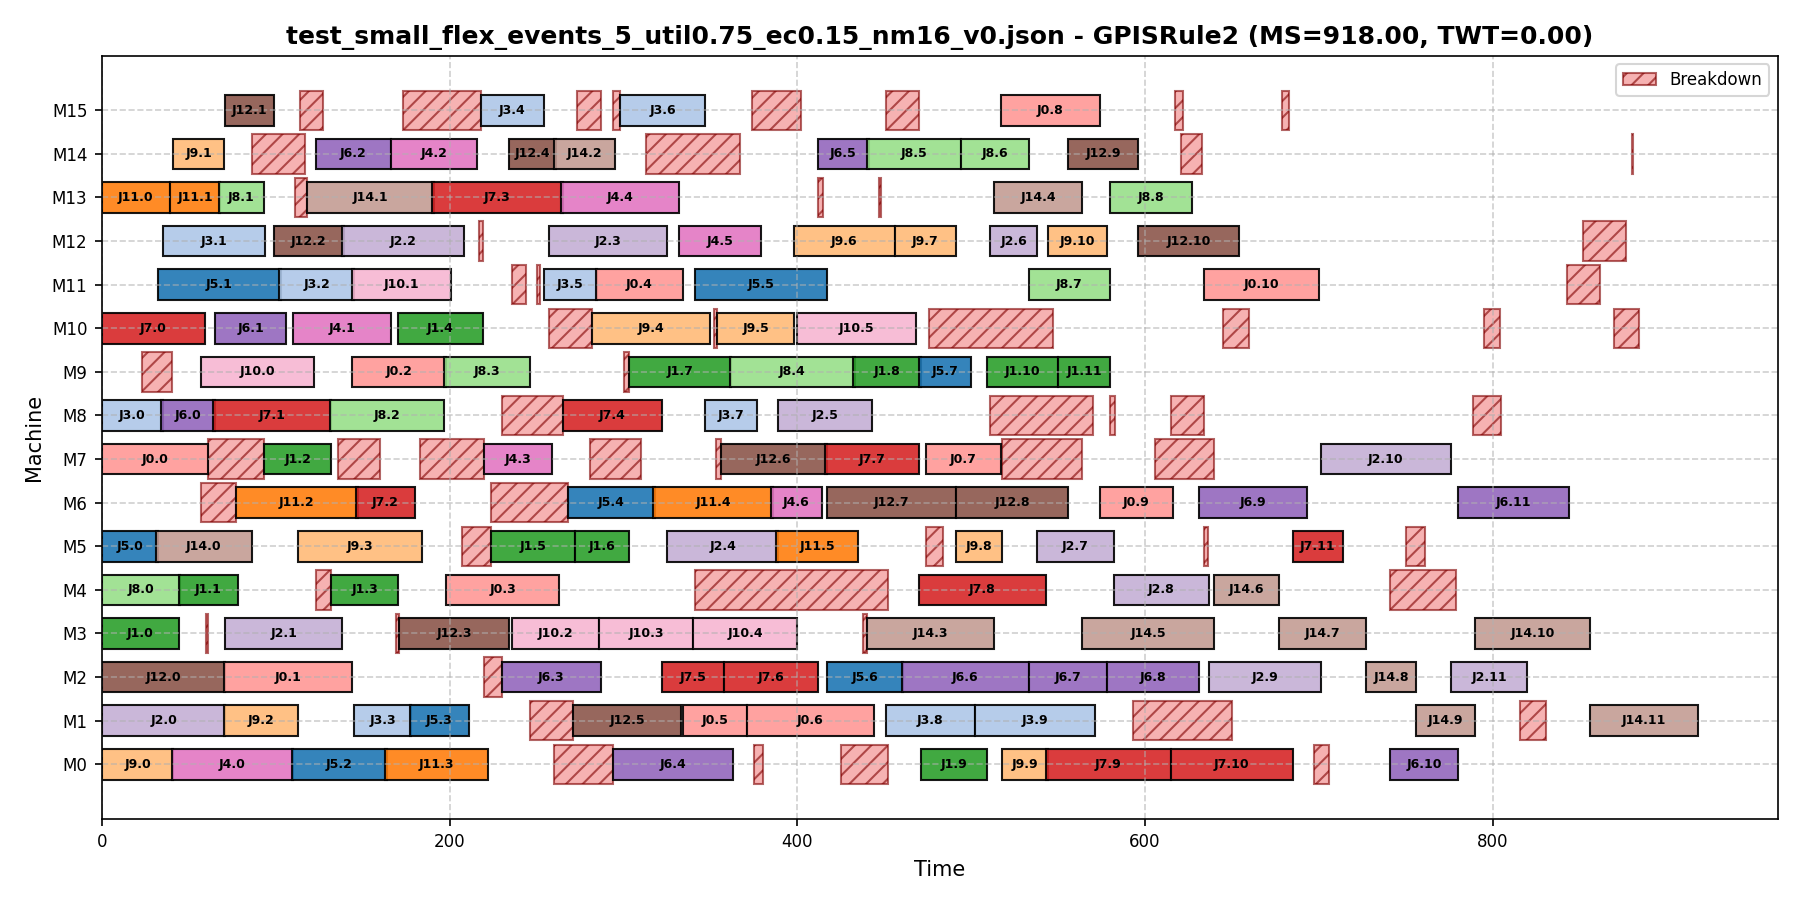 test_small_flex_events_5_util0.75_ec0.15_nm16_v0.json - GPISRule2 (MS=918.00, TWT=0.00)
Breakdown
M15 J12.1 J3.4 J3.6 J0.8
M14 J9.1 J6.2 J4.2 J12.4 J14.2 J6.5 J8.5 J8.6 J12.9
M13 J11.0 J11.1 J8.1 J14.1 J7.3 J4.4 J14.4 J8.8
M12 J3.1 J12.2 J2.2 J2.3 J4.5 J9.6 J9.7 J2.6 J9.10 J12.10
M11 J5.1 J3.2 J10.1 J3.5 J0.4 J5.5 J8.7 J0.10
M10 J7.0 J6.1 J4.1 J1.4 J9.4 J9.5 J10.5
M9 J10.0 J0.2 J8.3 J1.7 J8.4 J1.8 J5.7 J1.10 J1.11
M8 J3.0 J6.0 J7.1 J8.2 J7.4 J3.7 J2.5
M7 J0.0 J1.2 J4.3 J12.6 J7.7 J0.7 J2.10
M6 J11.2 J7.2 J5.4 J11.4 J4.6 J12.7 J12.8 J0.9 J6.9 J6.11
M5 J5.0 J14.0 J9.3 J1.5 J1.6 J2.4 J11.5 J9.8 J2.7 J7.11
M4 J8.0 J1.1 J1.3 J0.3 J7.8 J2.8 J14.6
M3 J1.0 J2.1 J12.3 J10.2 J10.3 J10.4 J14.3 J14.5 J14.7 J14.10
M2 J12.0 J0.1 J6.3 J7.5 J7.6 J5.6 J6.6 J6.7 J6.8 J2.9 J14.8 J2.11
M1 J2.0 J9.2 J3.3 J5.3 J12.5 J0.5 J0.6 J3.8 J3.9 J14.9 J14.11
M0 J9.0 J4.0 J5.2 J11.3 J6.4 J1.9 J9.9 J7.9 J7.10 J6.10
0 200 400 600 800
Time
Machine